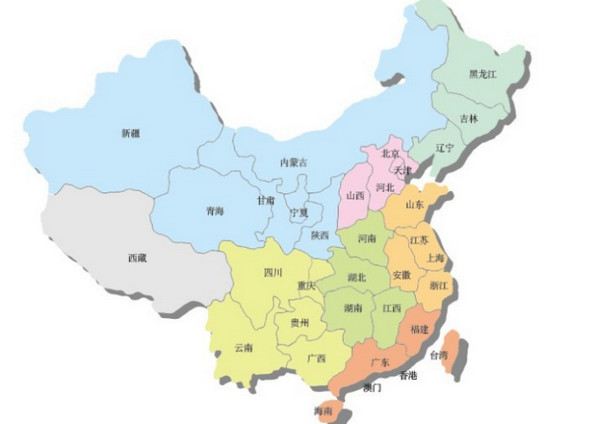 黑龙江
吉林
辽宁
新疆
内蒙古
北京
天津
河北
山西
山东
甘肃
宁夏
青海
陕西
河南
江苏
上海
西藏
四川
重庆
湖北
安徽
浙江
湖南
江西
贵州
福建
云南
广西
广东
台湾
香港
澳门
海南